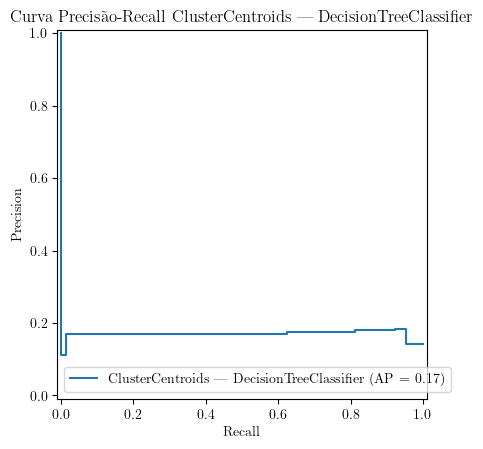 Curva Precisão-Recall ClusterCentroids — DecisionTreeClassifier
1.0
0.8
0.6
0.4
0.2
0.0
Precision
ClusterCentroids — DecisionTreeClassifier (AP = 0.17)
0.0 0.2 0.4 0.6 0.8 1.0
Recall